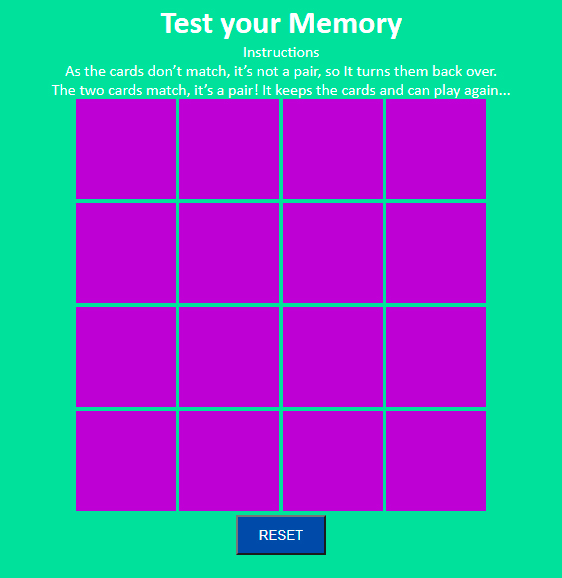 Test your Memory
Instructions
As the cards don’t match, it’s not a pair, so It turns them back over.
The two cards match, it’s a pair! It keeps the cards and can play again...
RESET